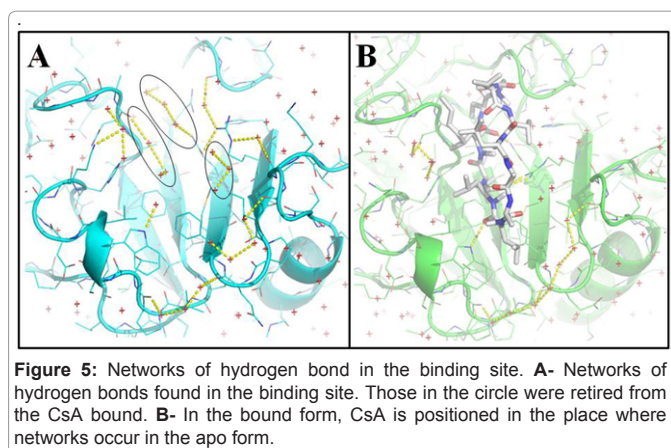 A
B
Figure 5: Networks of hydrogen bond in the binding site. A- Networks of
hydrogen bonds found in the binding site. Those in the circle were retired from
the CsA bound. B- In the bound form, CsA is positioned in the place where
networks occur in the apo form.